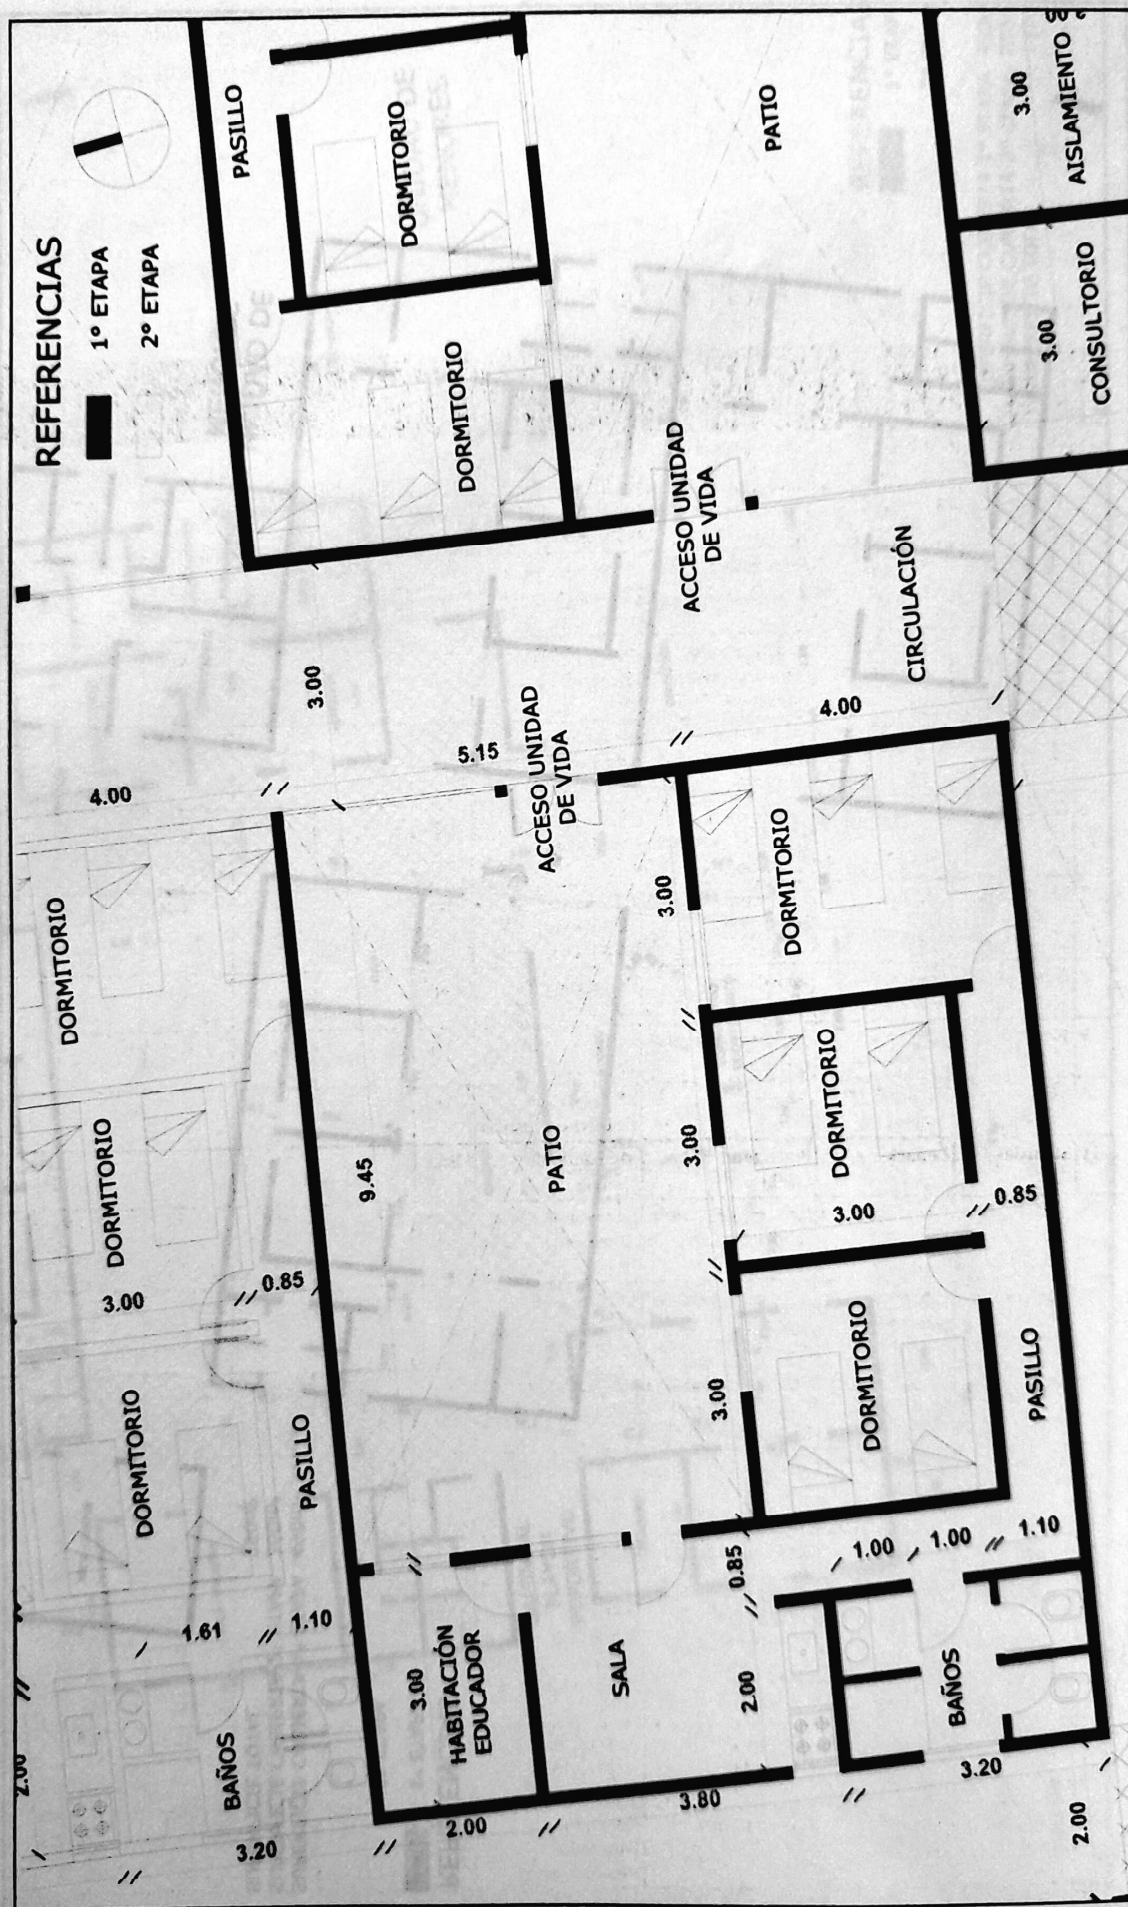 REFERENCIAS
1° ETAPA
2° ETAPA
PASILLO
DORMITORIO
DORMITORIO
PATIO
3.00
AISLAMIENTO
3.00
CONSULTORIO
ACCESO UNIDAD
DE VIDA
CIRCULACIÓN
3.00
4.00
5.15
ACCESO UNIDAD
DE VIDA
4.00
DORMITORIO
DORMITORIO
3.00
0.85
DORMITORIO
PASILLO
1.61
1.10
BAÑOS
3.20
2.00
9.45
PATIO
3.00
DORMITORIO
3.00
DORMITORIO
3.00
0.85
3.00
DORMITORIO
PASILLO
0.85
1.00
1.00
1.10
3.00
HABITACIÓN
EDUCADOR
SALA
2.00
BAÑOS
2.00
3.80
3.20
2.00